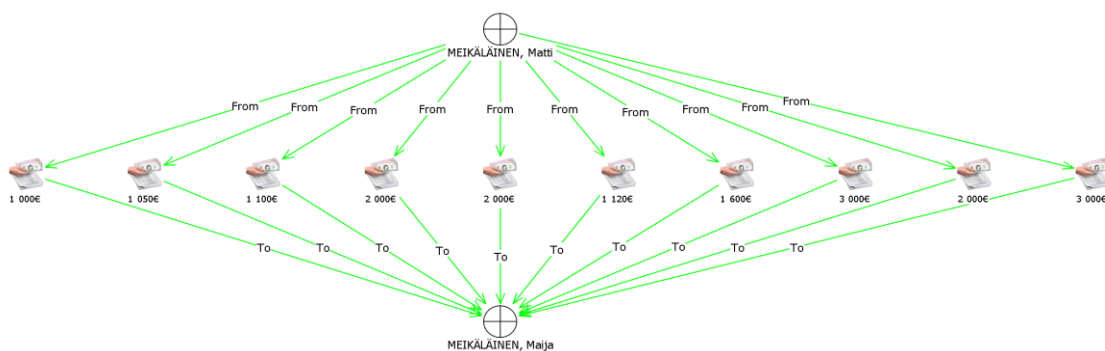 MEIKÄLÄINEN, Matti
From
From
From
From
From
From
From
From
From
1 000€
1 050€
1 100€
2 000€
2 000€
1 120€
1 600€
3 000€
2 000€
3 000€
To
To
To
To
To
To
To
To
To
To
MEIKÄLÄINEN, Maija